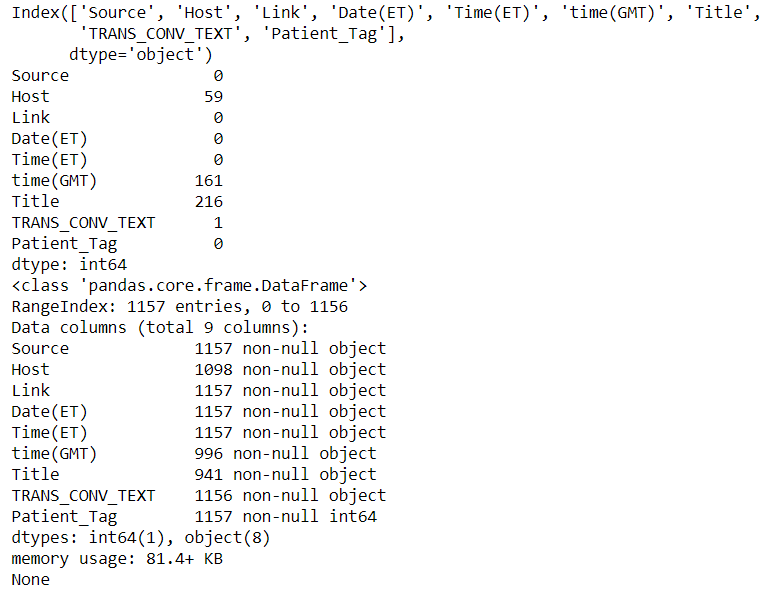 Index(['Source', 'Host', 'Link', 'Date(ET)', 'Time(ET)', 'time(GMT)', 'Title',
       'TRANS_CONV_TEXT', 'Patient_Tag'],
      dtype='object')
Source               0
Host                59
Link                 0
Date(ET)             0
Time(ET)             0
time(GMT)          161
Title              216
TRANS_CONV_TEXT      1
Patient_Tag          0
dtype: int64
<class 'pandas.core.frame.DataFrame'>
RangeIndex: 1157 entries, 0 to 1156
Data columns (total 9 columns):
Source             1157 non-null object
Host               1098 non-null object
Link               1157 non-null object
Date(ET)           1157 non-null object
Time(ET)           1157 non-null object
time(GMT)          996 non-null object
Title              941 non-null object
TRANS_CONV_TEXT    1156 non-null object
Patient_Tag        1157 non-null int64
dtypes: int64(1), object(8)
memory usage: 81.4+ KB
None